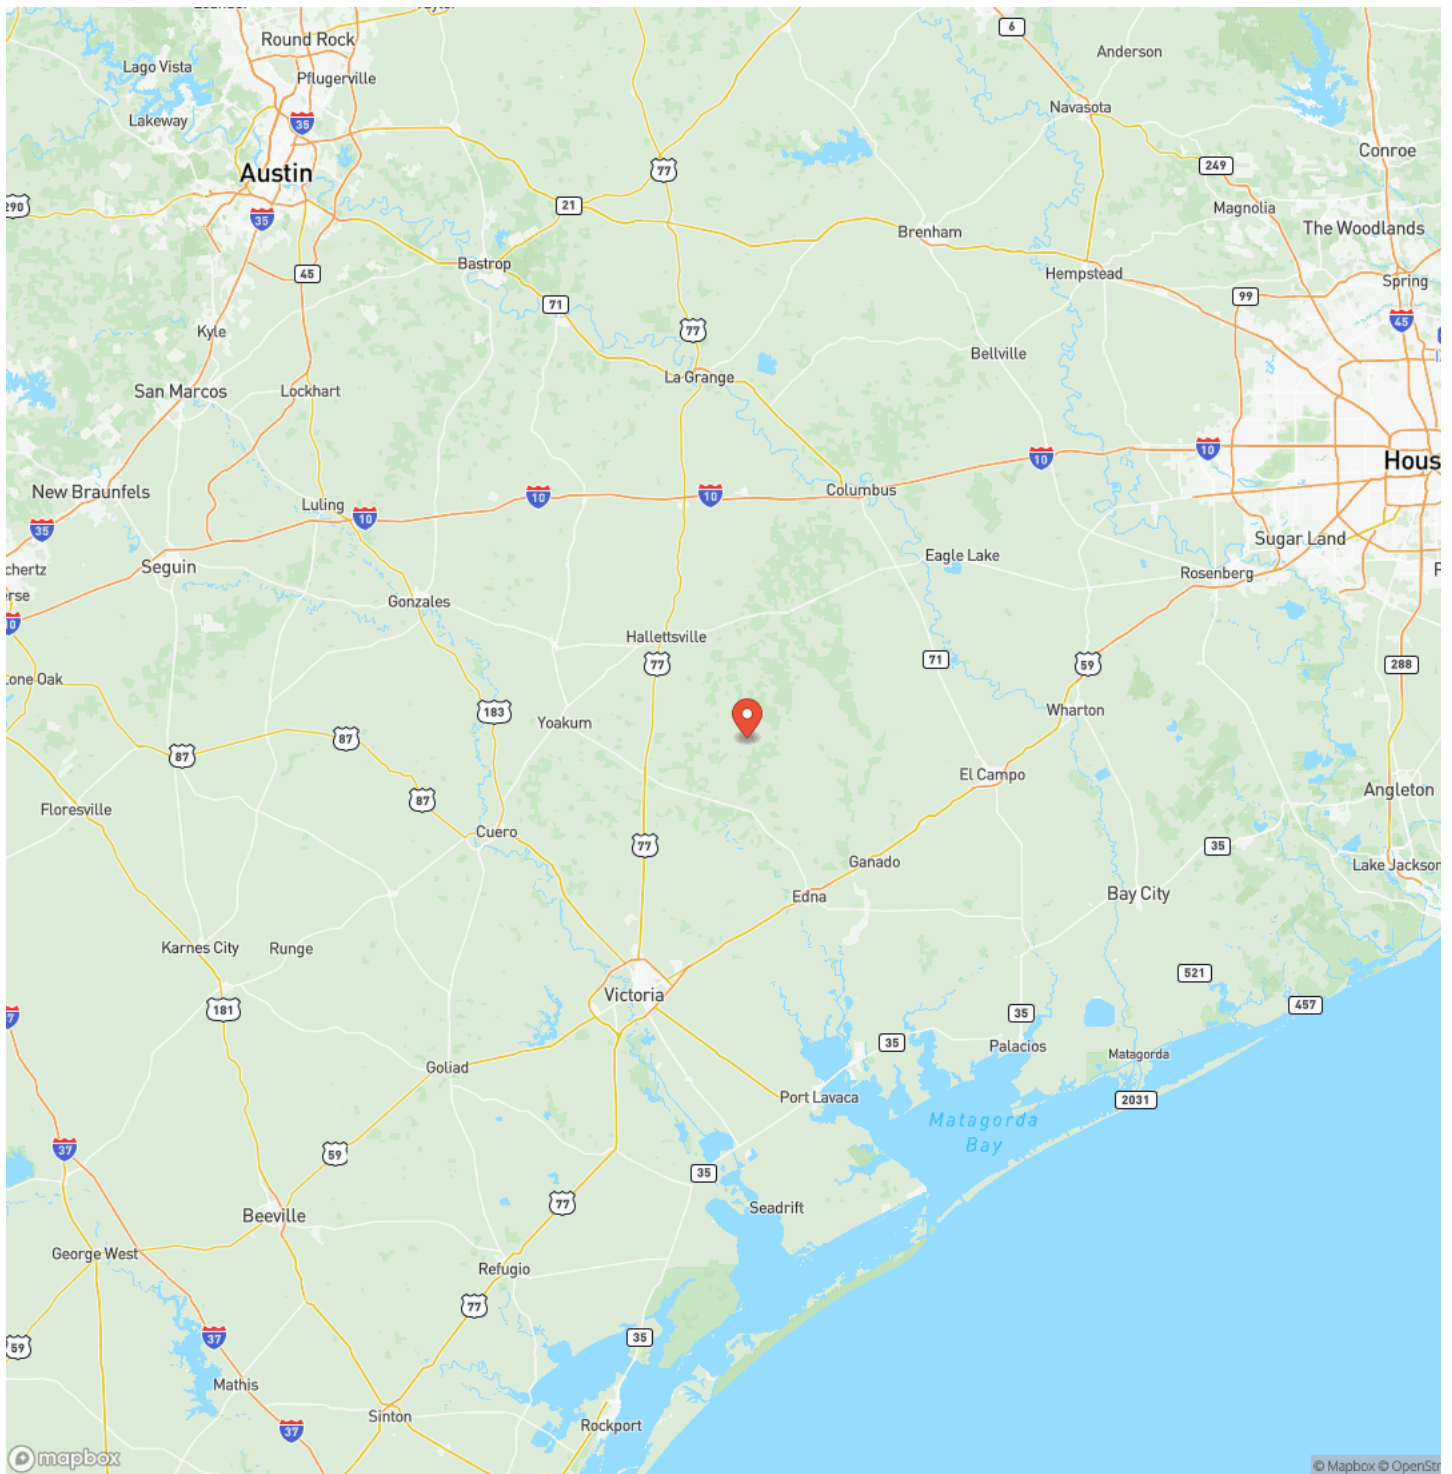 Round Rock
Lago Vista
Pflugerville
Lakeway
35
Austin
290
35
45
Kyle
San Marcos
Lockhart
New Braunfels
35
Luling
10
Seguin
Gonzales
6
Anderson
Navasota
77
21
249
Conroe
Magnolia
The Woodlands
Brenham
Bastrop
71
Hempstead
Spring
99
45
77
Bellville
La Grange
10
10
10
10
Columbus
Hous
Sugar Land
Eagle Lake
Rosenberg
chertz
erse
10
Hallettsville
77
71
59
288
Lone Oak
183
Yoakum
Wharton
87
87
87
El Campo
Angleton
Floresville
Cuero
77
Ganado
35
Lake Jackson
Edna
Bay City
Karnes City
Runge
521
Victoria
457
181
35
35
Palacios
Matagorda
Goliad
Port Lavaca
2031
Matagorda
Bay
37
59
35
77
Seadrift
Beeville
George West
Refugio
77
35
37
59
Mathis
37
Sinton
Rockport
mapbox
© Mapbox © OpenStr